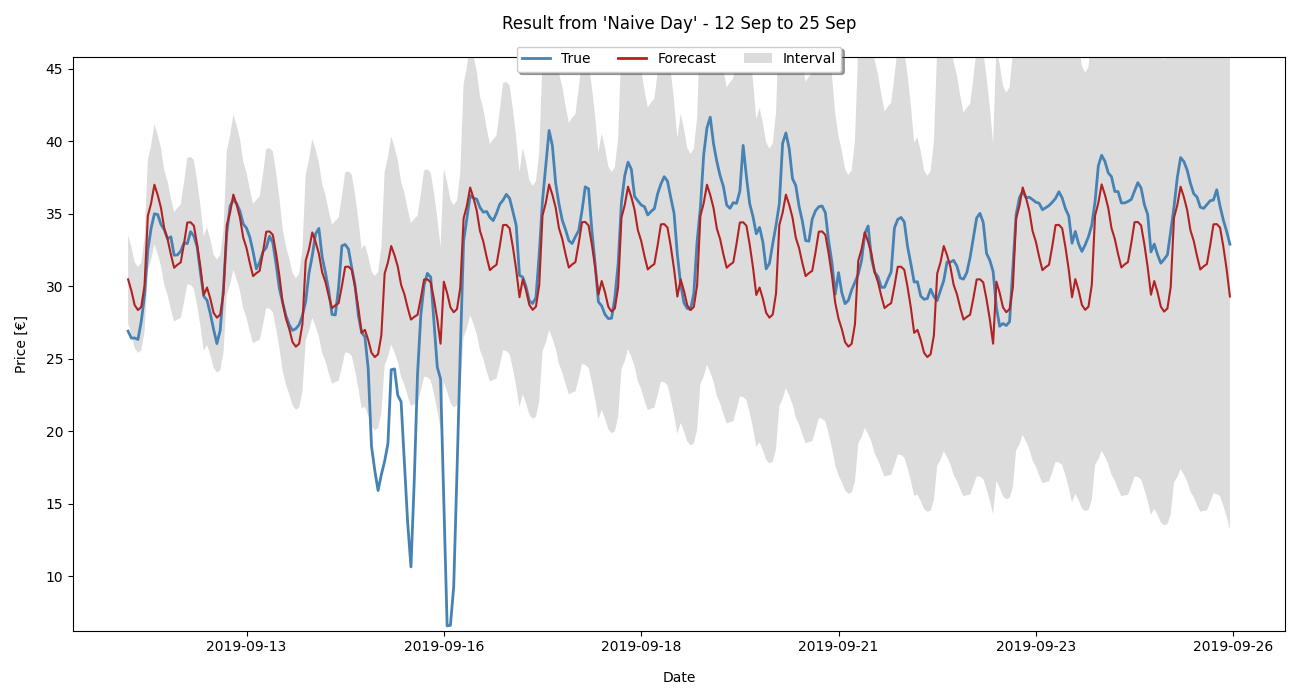 Result from 'Naive Day' - 12 Sep to 25 Sep
True Forecast Interval
45
40
35
30
25
20
15
10
Price [€]
2019-09-13 2019-09-16 2019-09-18 2019-09-21 2019-09-23 2019-09-26
Date